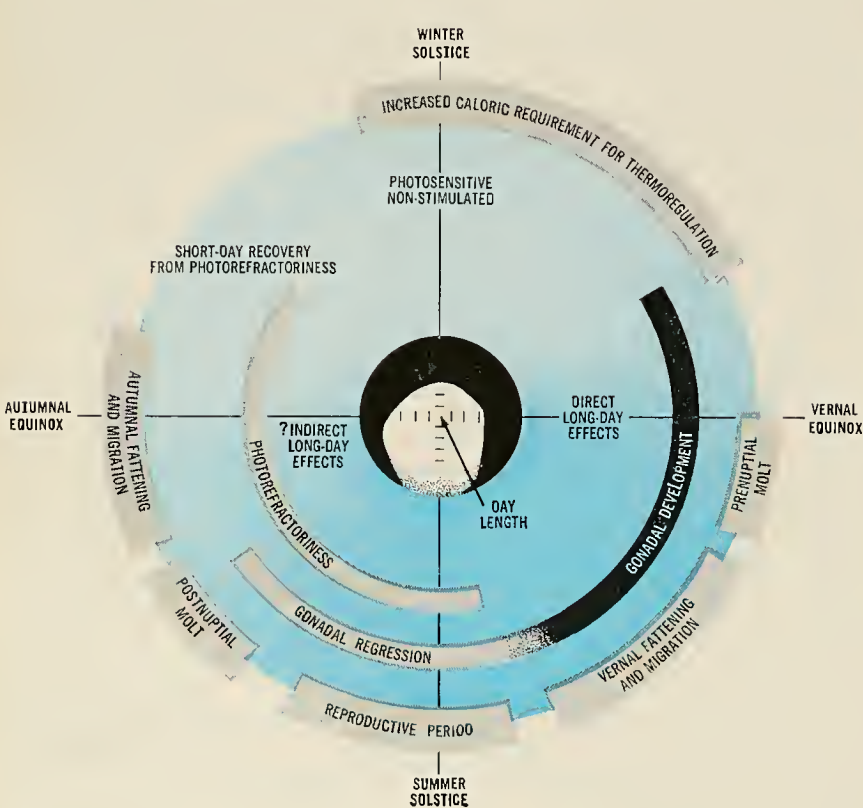 WINTER
SOLSTICE
INCREASED CALORIC REQUIREMENT FOR THERMOREGULATION
PHOTOSENSITIVE
NON-STIMULATED
SHORT-DAY RECOVERY
FROM PHOTOREFRACTORINESS
AUTUMNAL
EQUINOX
AUTUMNAL FATTENING
AND MIGRATION
?INDIRECT
LONG-DAY
EFFECTS
DIRECT
LONG-DAY
EFFECTS
VERNAL
EQUINOX
PHOTOREFRACTORINESS
DAY
LENGTH
GONADAL DEVELOPMENT
PRENUPTIAL
MOLT
POSTNUPTIAL
MOLT
GONADAL REGRESSION
VERNAL FATTENING
AND MIGRATION
REPRODUCTIVE PERIOD
SUMMER
SOLSTICE